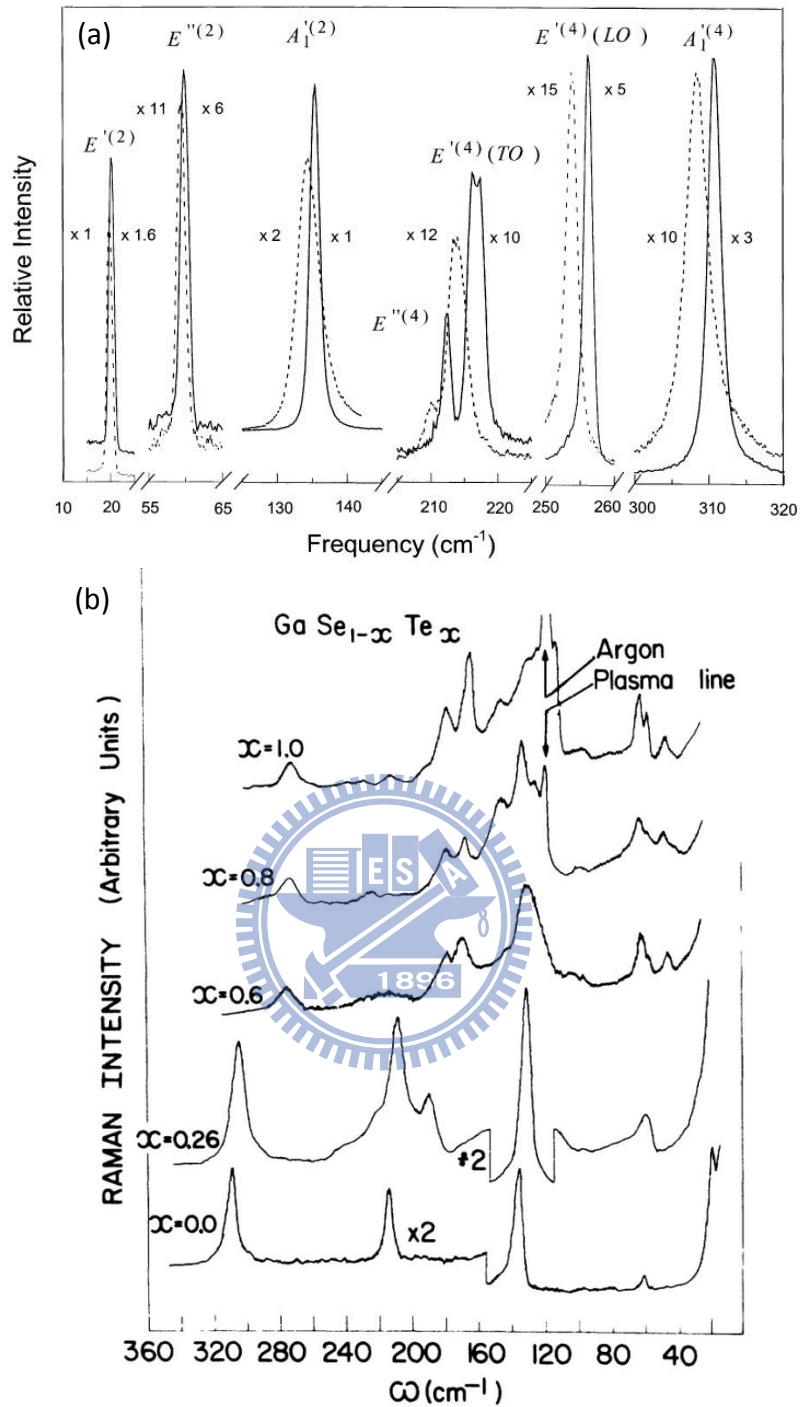 (a)
E''(2)
A1'(2)
E'(4)(LO)
A1'(4)
x 11
x 6
x 15
x 5
E'(2)
E'(4)(TO)
x 1
x 1.6
x 2
x 1
x 12
x 10
x 10
x 3
E''(4)
Relative Intensity
10 20 55 65 130 140 210 220 250 260 300 310 320
Frequency (cm-1)
(b)
Ga Se1-x Te x
Argon
Plasma line
x=1.0
x=0.8
ESA
x=0.6
1896
x=0.26
÷2
x=0.0
x2
RAMAN INTENSITY (Arbitrary Units)
360 320 280 240 200 160 120 80 40
ω(cm-1)